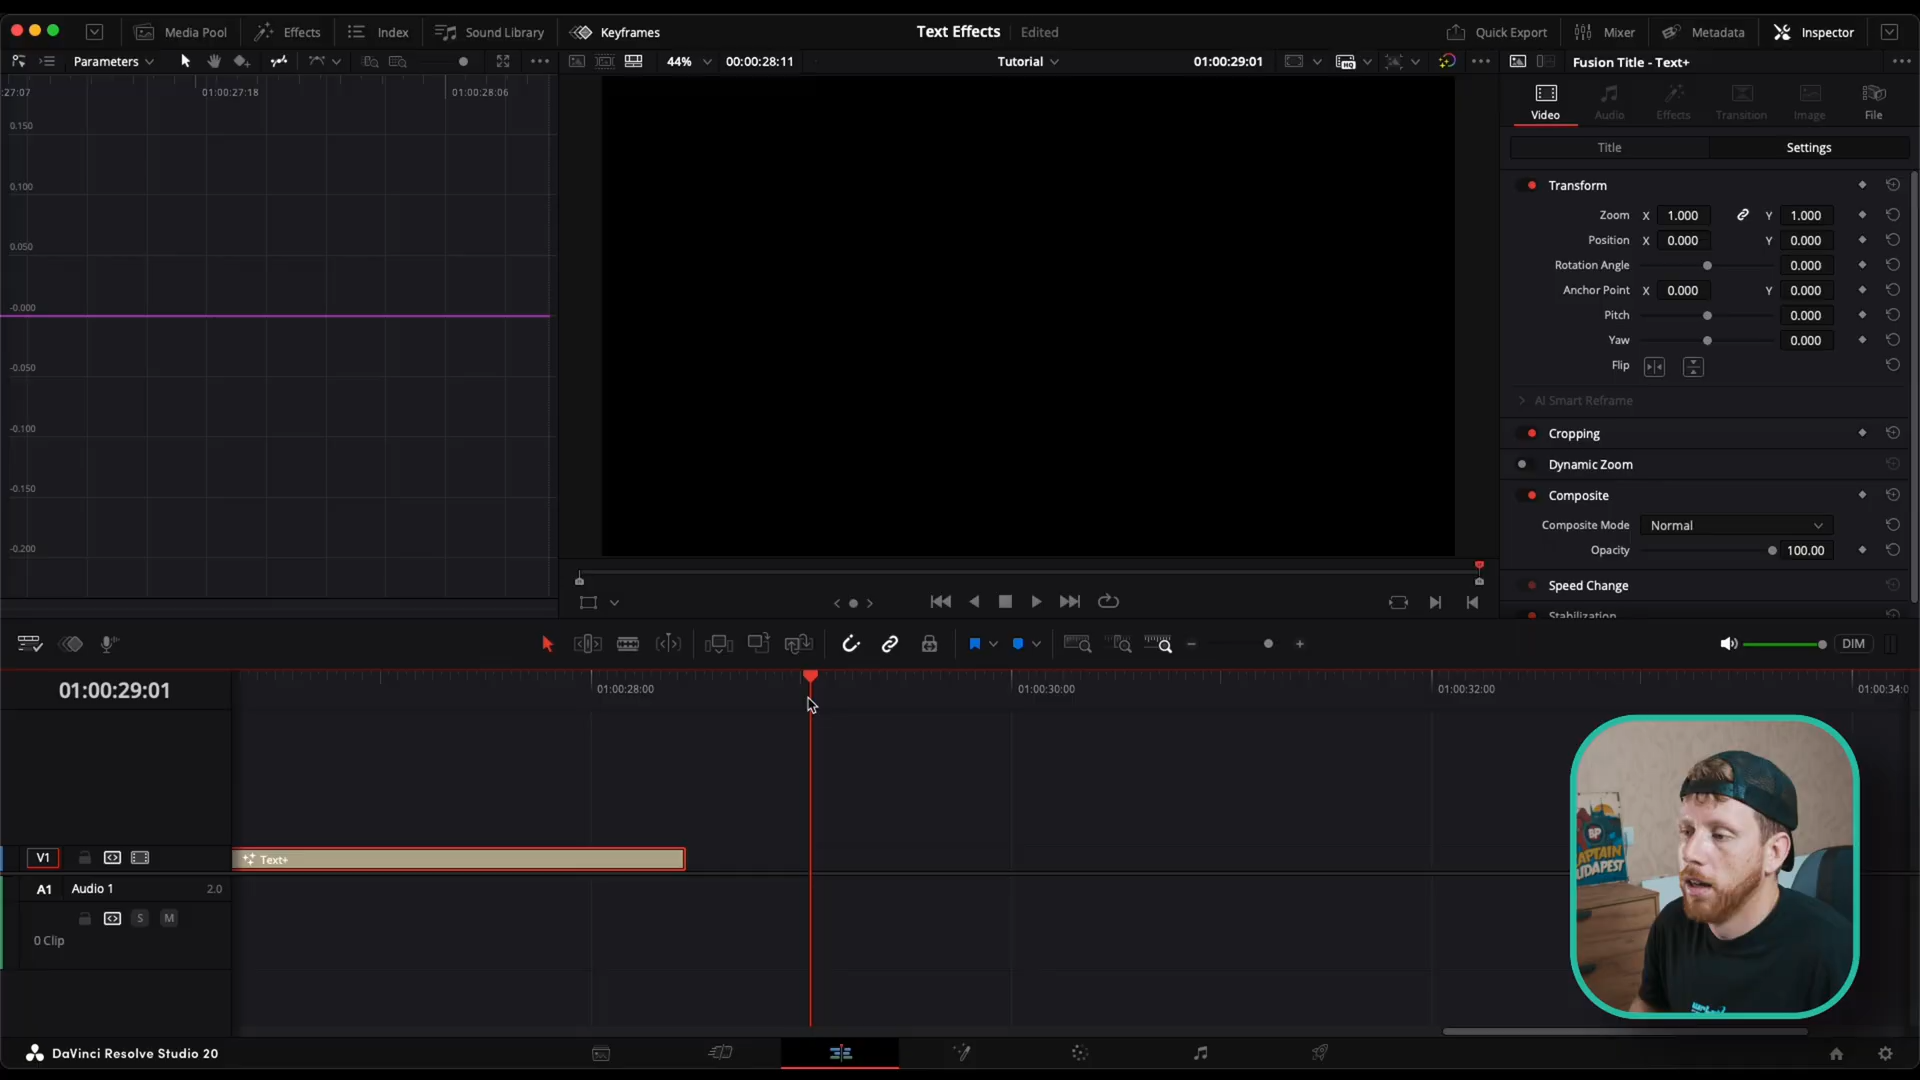 Media Pool Effects Index Sound Library Keyframes Text Effects Edited Quick Export Mixer Metadata Inspector
Parameters 44% 00:00:28:11 Tutorial 01:00:29:01 Fusion Title - Text+
:27:07 01:00:27:18 01:00:28:06
Video Audio Effects Transition Image File
0.150
Title Settings
0.100
Transform
Zoom X 1.000 Y 1.000
Position X 0.000 Y 0.000
0.050
Rotation Angle 0.000
Anchor Point X 0.000 Y 0.000
-0.000
Pitch 0.000
Yaw 0.000
-0.050
Flip
AI Smart Reframe
-0.100
Cropping
Dynamic Zoom
-0.150
Composite
Composite Mode Normal
-0.200
Opacity 100.00
Speed Change
Stabilization
DIM
01:00:29:01 01:00:28:00 01:00:30:00 01:00:32:00 01:00:34:0
V1 Text+
A1 Audio 1 2.0
S M
0 Clip
BP
CAPTAIN
BUDAPEST
DaVinci Resolve Studio 20